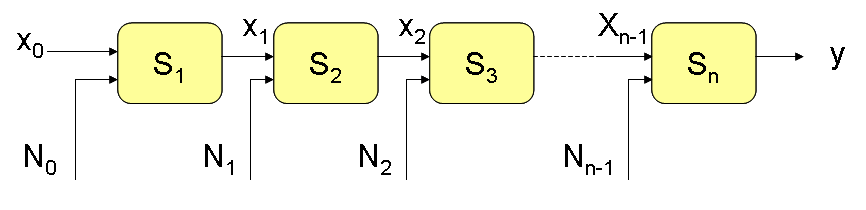 x₀ S₁ x₁ S₂ x₂ S₃ Xₙ₋₁ Sₙ y
N₀ N₁ N₂ Nₙ₋₁